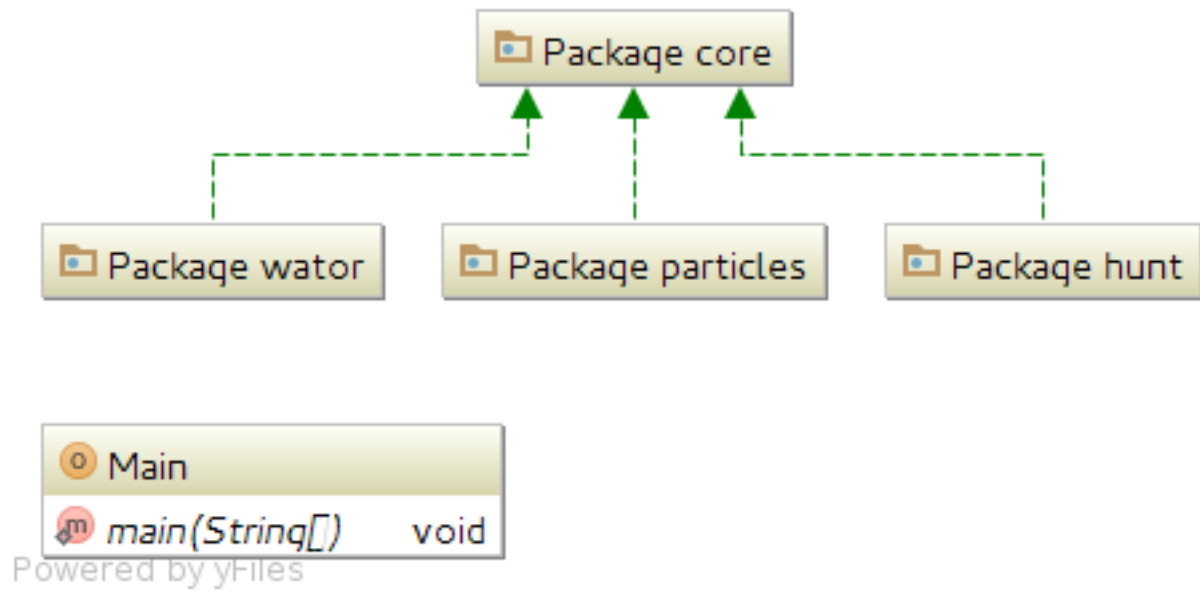 Package core
Package wator
Package particles
Package hunt
o Main
m main(String[]) void
Powered by yFiles